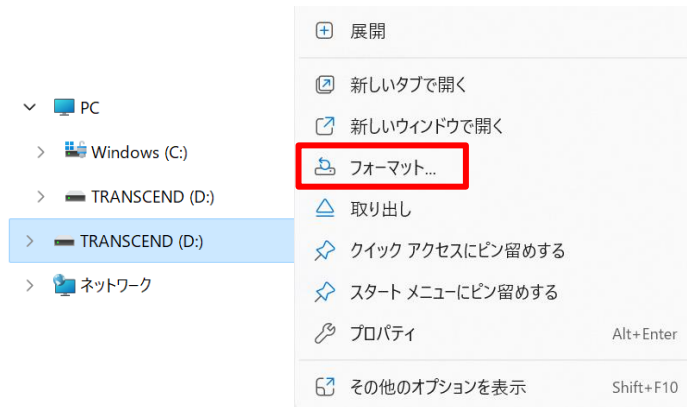 PC
Windows (C:)
TRANSCEND (D:)
TRANSCEND (D:)
ネットワーク
展開
新しいタブで開く
新しいウィンドウで開く
フォーマット...
取り出し
クイック アクセスにピン留めする
スタート メニューにピン留めする
プロパティ Alt+Enter
その他のオプションを表示 Shift+F10